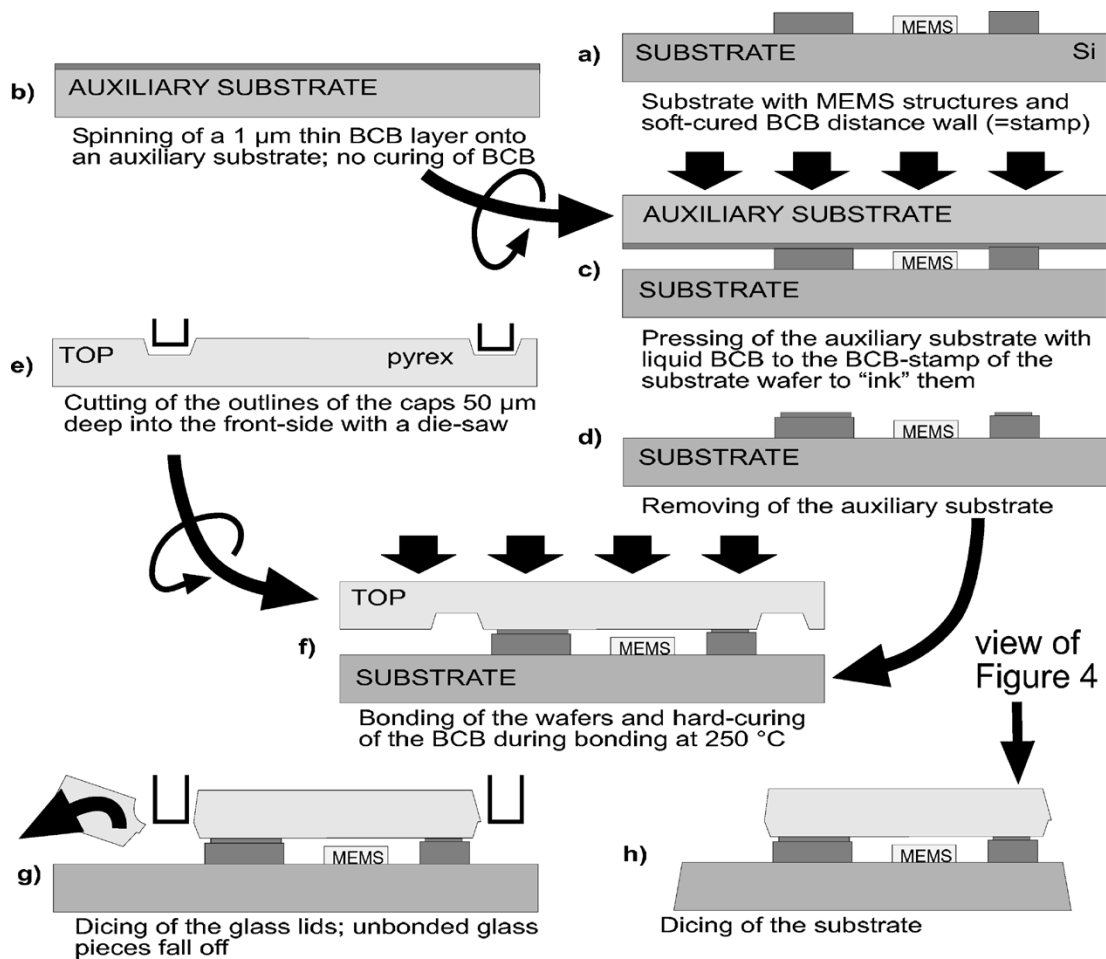 a)
MEMS
SUBSTRATE Si
Substrate with MEMS structures and
soft-cured BCB distance wall (=stamp)
b)
AUXILIARY SUBSTRATE
Spinning of a 1 µm thin BCB layer onto
an auxiliary substrate; no curing of BCB
AUXILIARY SUBSTRATE
c)
MEMS
SUBSTRATE
Pressing of the auxiliary substrate with
liquid BCB to the BCB-stamp of the
substrate wafer to “ink” them
d)
MEMS
SUBSTRATE
Removing of the auxiliary substrate
e)
TOP pyrex
Cutting of the outlines of the caps 50 µm
deep into the front-side with a die-saw
TOP
f)
MEMS
SUBSTRATE
Bonding of the wafers and hard-curing
of the BCB during bonding at 250 °C
view of
Figure 4
g)
MEMS
Dicing of the glass lids; unbonded glass
pieces fall off
h)
MEMS
Dicing of the substrate